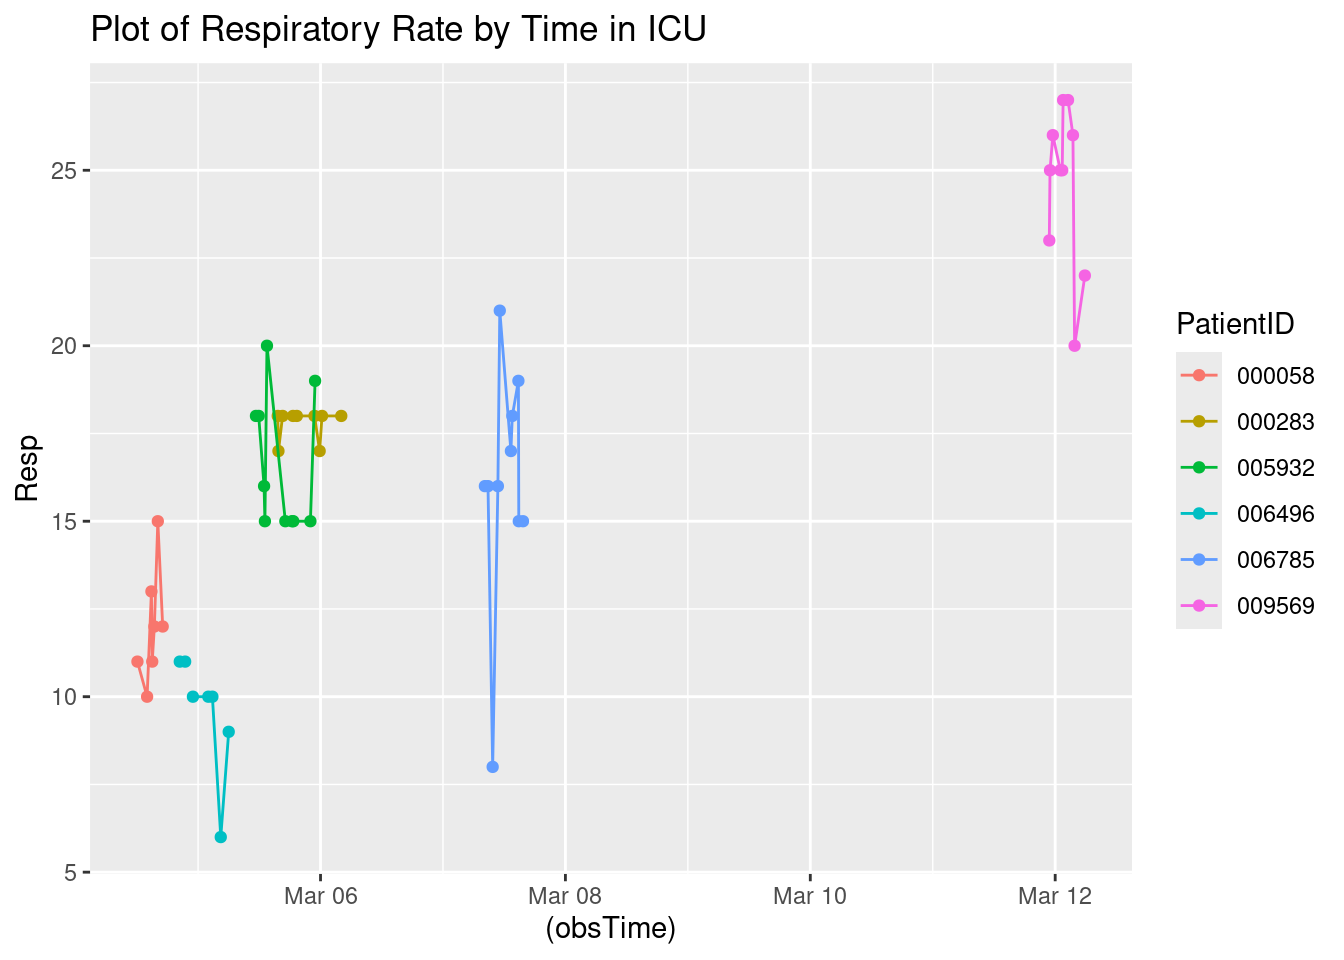 Plot of Respiratory Rate by Time in ICU
25
20
15
10
5
Resp
Mar 06
Mar 08
Mar 10
Mar 12
(obsTime)
PatientID
000058
000283
005932
006496
006785
009569